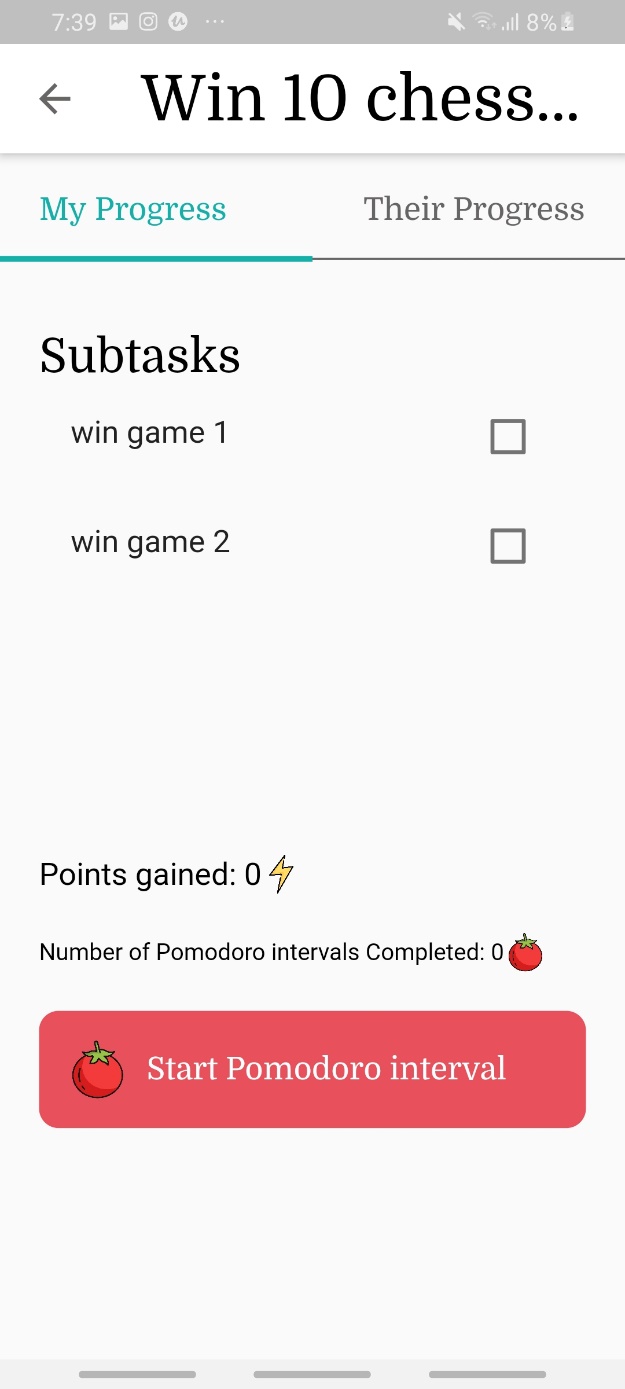 7:39 ... 8%
Win 10 chess...
My Progress Their Progress
Subtasks
win game 1
win game 2
Points gained: 0
Number of Pomodoro intervals Completed: 0
Start Pomodoro interval